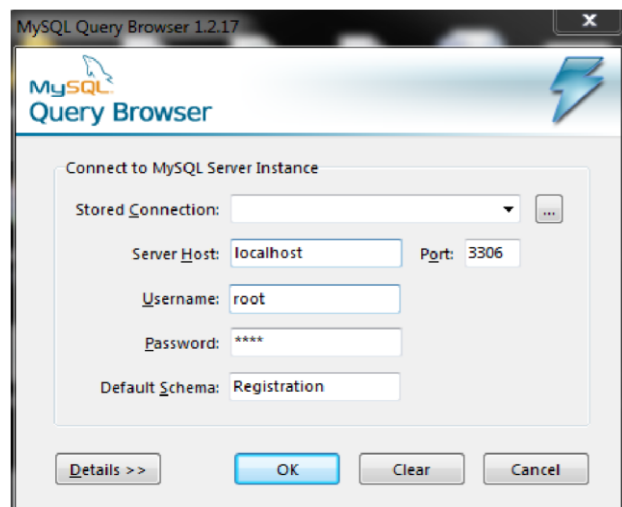 MySQL Query Browser 1.2.17
x
MySQL
Query Browser
Connect to MySQL Server Instance
Stored Connection:
...
Server Host: localhost Port: 3306
Username: root
Password: ****
Default Schema: Registration
Details >> OK Clear Cancel